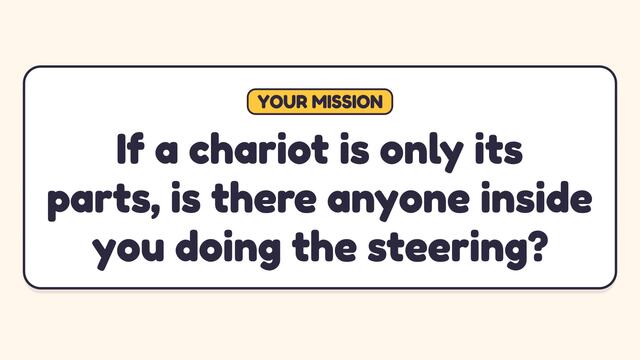 YOUR MISSION
If a chariot is only its
parts, is there anyone inside
you doing the steering?